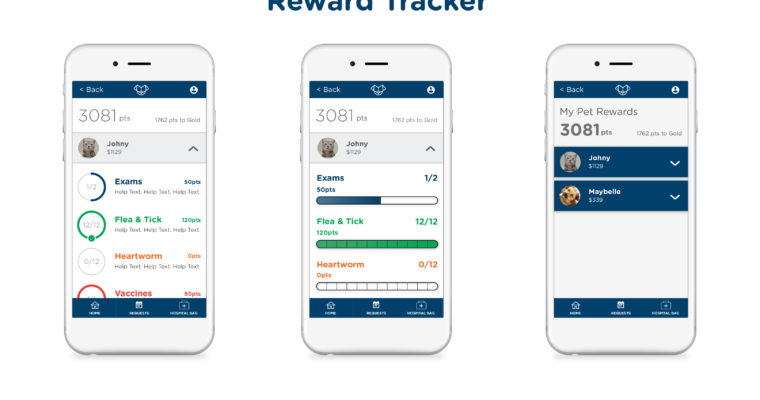 Reward Tracker
< Back
3081 pts 1762 pts to Gold
Johny
$1129
1/2 Exams 50pts
Help Text. Help Text. Help Text.
12/12 Flea & Tick 120pts
Help Text. Help Text. Help Text.
0/12 Heartworm 0pts
Help Text. Help Text. Help Text.
Vaccines 50pts
HOME REQUESTS HOSPITAL BAG
< Back
3081 pts 1762 pts to Gold
Johny
$1129
Exams 1/2
50pts
Flea & Tick 12/12
120pts
Heartworm 0/12
0pts
HOME REQUESTS HOSPITAL BAG
< Back
My Pet Rewards
3081pts 1762 pts to Gold
Johny
$1129
Maybelle
$339
HOME REQUESTS HOSPITAL BAG